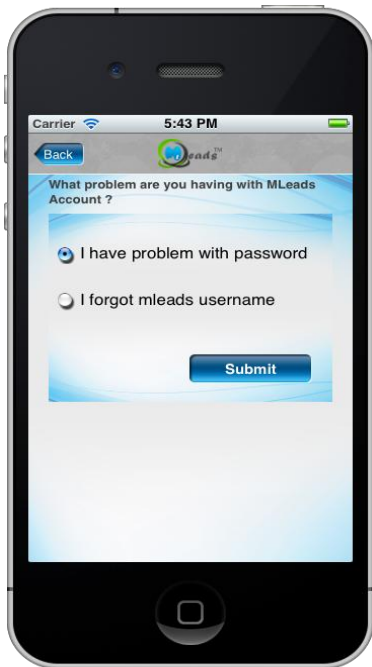 Carrier 5:43 PM
Back MLeads™
What problem are you having with MLeads
Account ?
I have problem with password
I forgot mleads username
Submit